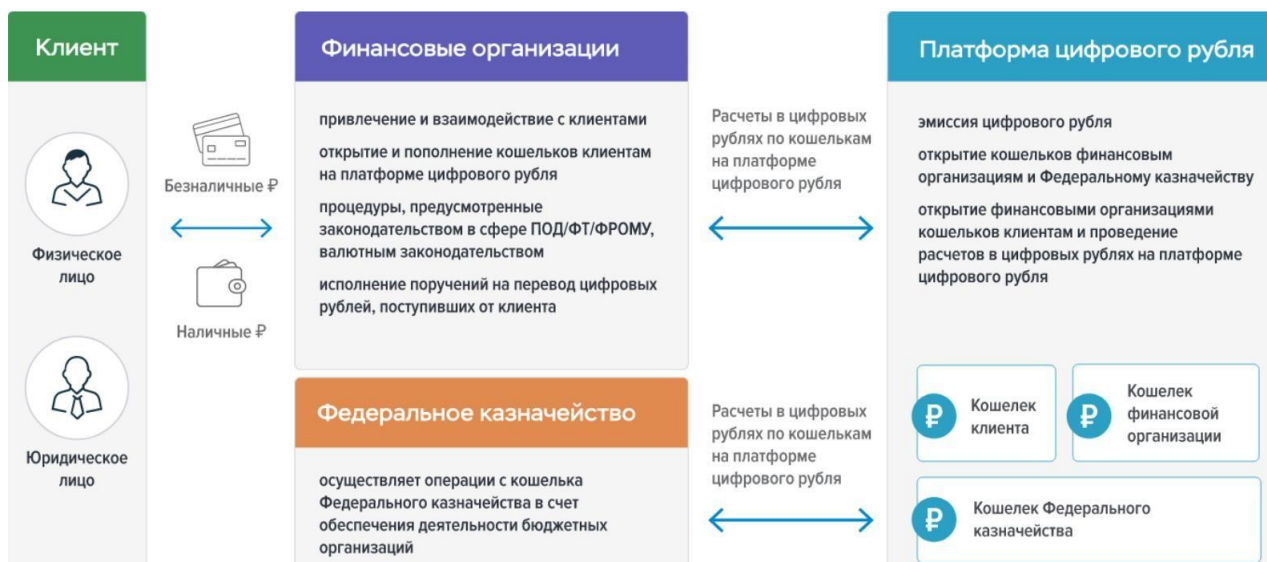 Клиент
Физическое
лицо
Юридическое
лицо
Безналичные ₽
Наличные ₽
Финансовые организации
привлечение и взаимодействие с клиентами
открытие и пополнение кошельков клиентам
на платформе цифрового рубля
процедуры, предусмотренные
законодательством в сфере ПОД/ФТ/ФРОМУ,
валютным законодательством
исполнение поручений на перевод цифровых
рублей, поступивших от клиента
Федеральное казначейство
осуществляет операции с кошелька
Федерального казначейства в счет
обеспечения деятельности бюджетных
организаций
Расчеты в цифровых
рублях по кошелькам
на платформе
цифрового рубля
Расчеты в цифровых
рублях по кошелькам
на платформе
цифрового рубля
Платформа цифрового рубля
эмиссия цифрового рубля
открытие кошельков финансовым
организациям и Федеральному казначейству
открытие финансовыми организациями
кошельков клиентам и проведение
расчетов в цифровых рублях на платформе
цифрового рубля
₽
Кошелек
клиента
₽
Кошелек
финансовой
организации
₽
Кошелек Федерального
казначейства